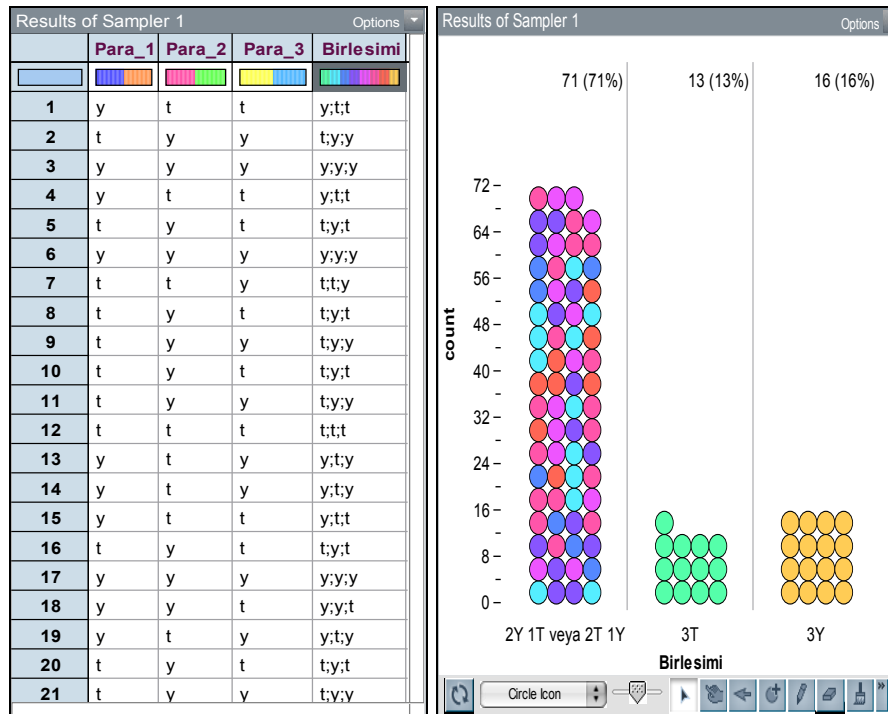 Results of Sampler 1 Options
Para_1 Para_2 Para_3 Birlesimi
1 y t t y;t;t
2 t y y t;y;y
3 y y y y;y;y
4 y t t y;t;t
5 t y t t;y;t
6 y y y y;y;y
7 t t y t;t;y
8 t y t t;y;t
9 t y y t;y;y
10 t y t t;y;t
11 t y y t;y;y
12 t t t t;t;t
13 y t y y;t;y
14 y t y y;t;y
15 y t t y;t;t
16 t y t t;y;t
17 y y y y;y;y
18 y y t y;y;t
19 y t y y;t;y
20 t y t t;y;t
21 t y y t;y;y
Results of Sampler 1 Options
71 (71%) 13 (13%) 16 (16%)
72
64
56
48
40
32
24
16
8
0
count
2Y 1T veya 2T 1Y 3T 3Y
Birlesimi
Circle Icon